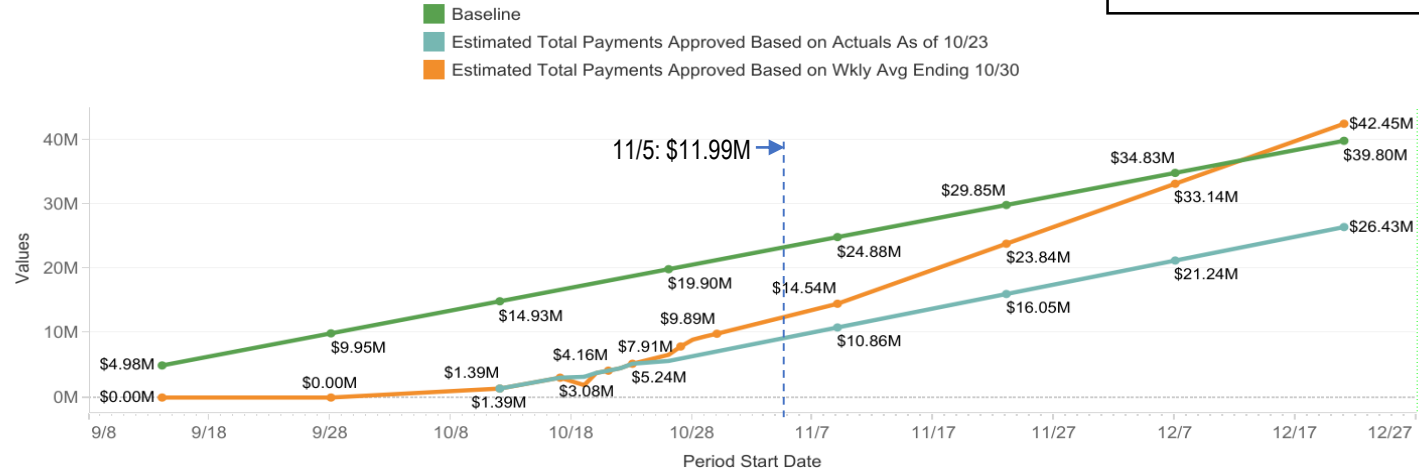 Baseline
Estimated Total Payments Approved Based on Actuals As of 10/23
Estimated Total Payments Approved Based on Wkly Avg Ending 10/30
Values
40M
30M
20M
10M
0M
11/5: $11.99M
$4.98M
$9.95M
$14.93M
$19.90M
$24.88M
$29.85M
$34.83M
$39.80M
$0.00M
$0.00M
$1.39M
$4.16M
$7.91M
$9.89M
$14.54M
$23.84M
$33.14M
$42.45M
$1.39M
$3.08M
$5.24M
$10.86M
$16.05M
$21.24M
$26.43M
9/8
9/18
9/28
10/8
10/18
10/28
11/7
11/17
11/27
12/7
12/17
12/27
Period Start Date